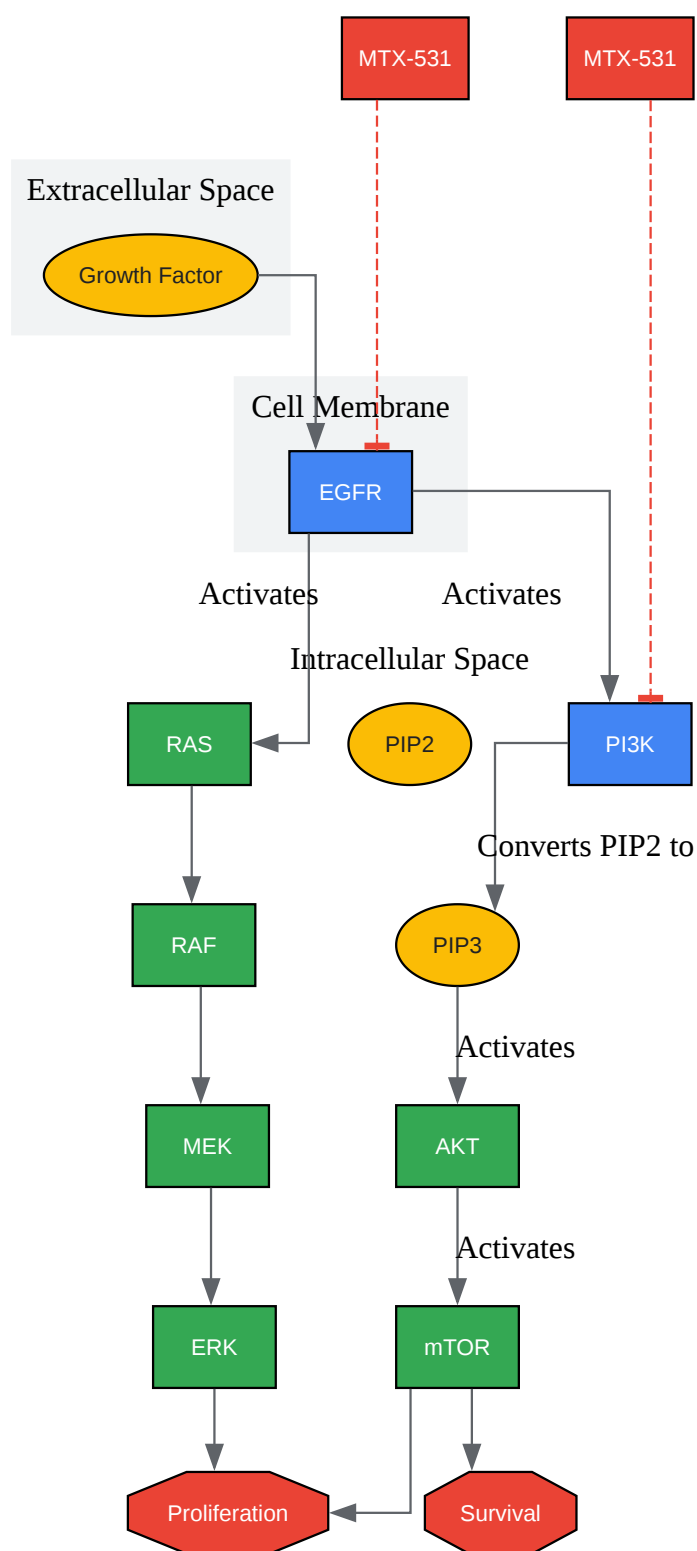 MTX-531
MTX-531
Extracellular Space
Growth Factor
Cell Membrane
EGFR
Activates
Activates
Intracellular Space
RAS
PIP2
PI3K
Converts PIP2 to
RAF
PIP3
Activates
MEK
AKT
Activates
ERK
mTOR
Proliferation
Survival